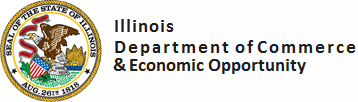 SEAL OF THE STATE OF ILLINOIS
AUG. 26TH 1818
Illinois
Department of Commerce
& Economic Opportunity